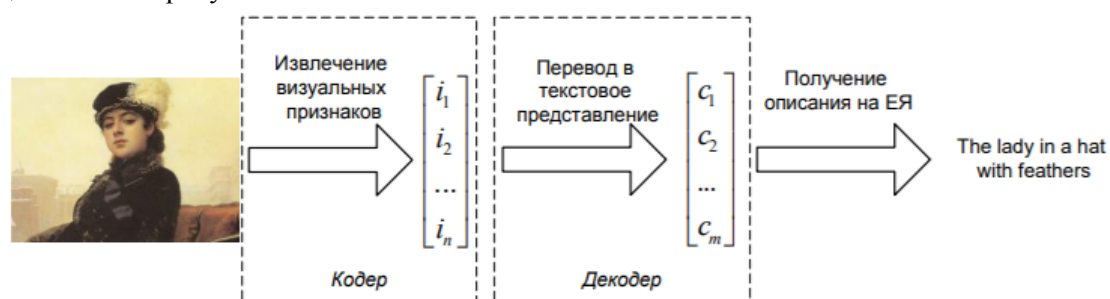 Извлечение
визуальных
признаков
i₁
i₂
...
iₙ
Кодер
Перевод в
текстовое
представление
c₁
c₂
...
cₘ
Декодер
Получение
описания на ЕЯ
The lady in a hat
with feathers